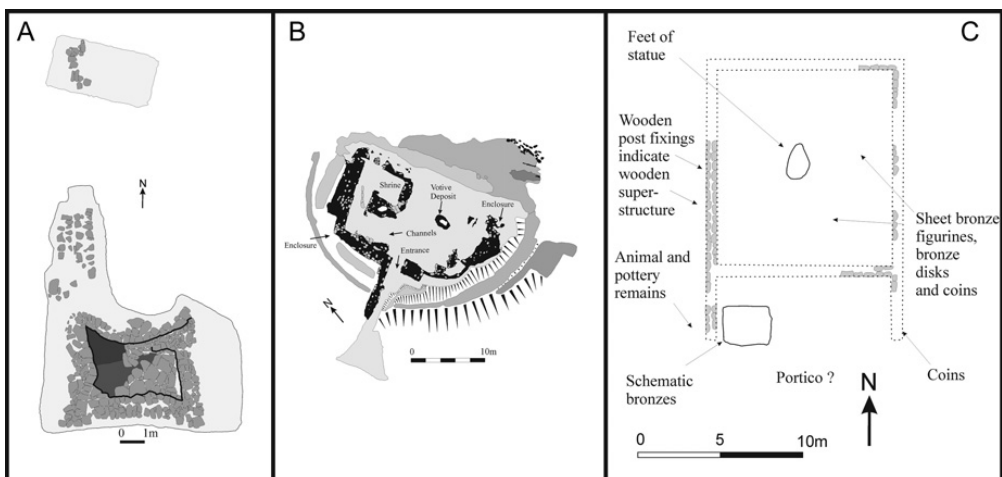 A
N
0 1m
B
Shrine
Votive
Deposit
Enclosure
Channels
Enclosure
Entrance
N
10m
C
Feet of
statue
Wooden
post fixings
indicate
wooden
super-
structure
Sheet bronze
figurines,
bronze
disks
and coins
Animal and
pottery
remains
Schematic
bronzes
Portico ?
Coins
N
0 5 10m